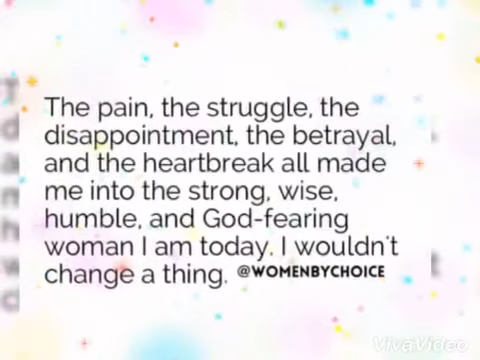 The pain, the struggle, the
disappointment, the betrayal,
and the heartbreak all made
me into the strong, wise,
humble, and God-fearing
woman I am today. I wouldn't
change a thing. @WOMENBYCHOICE
VivaVideo